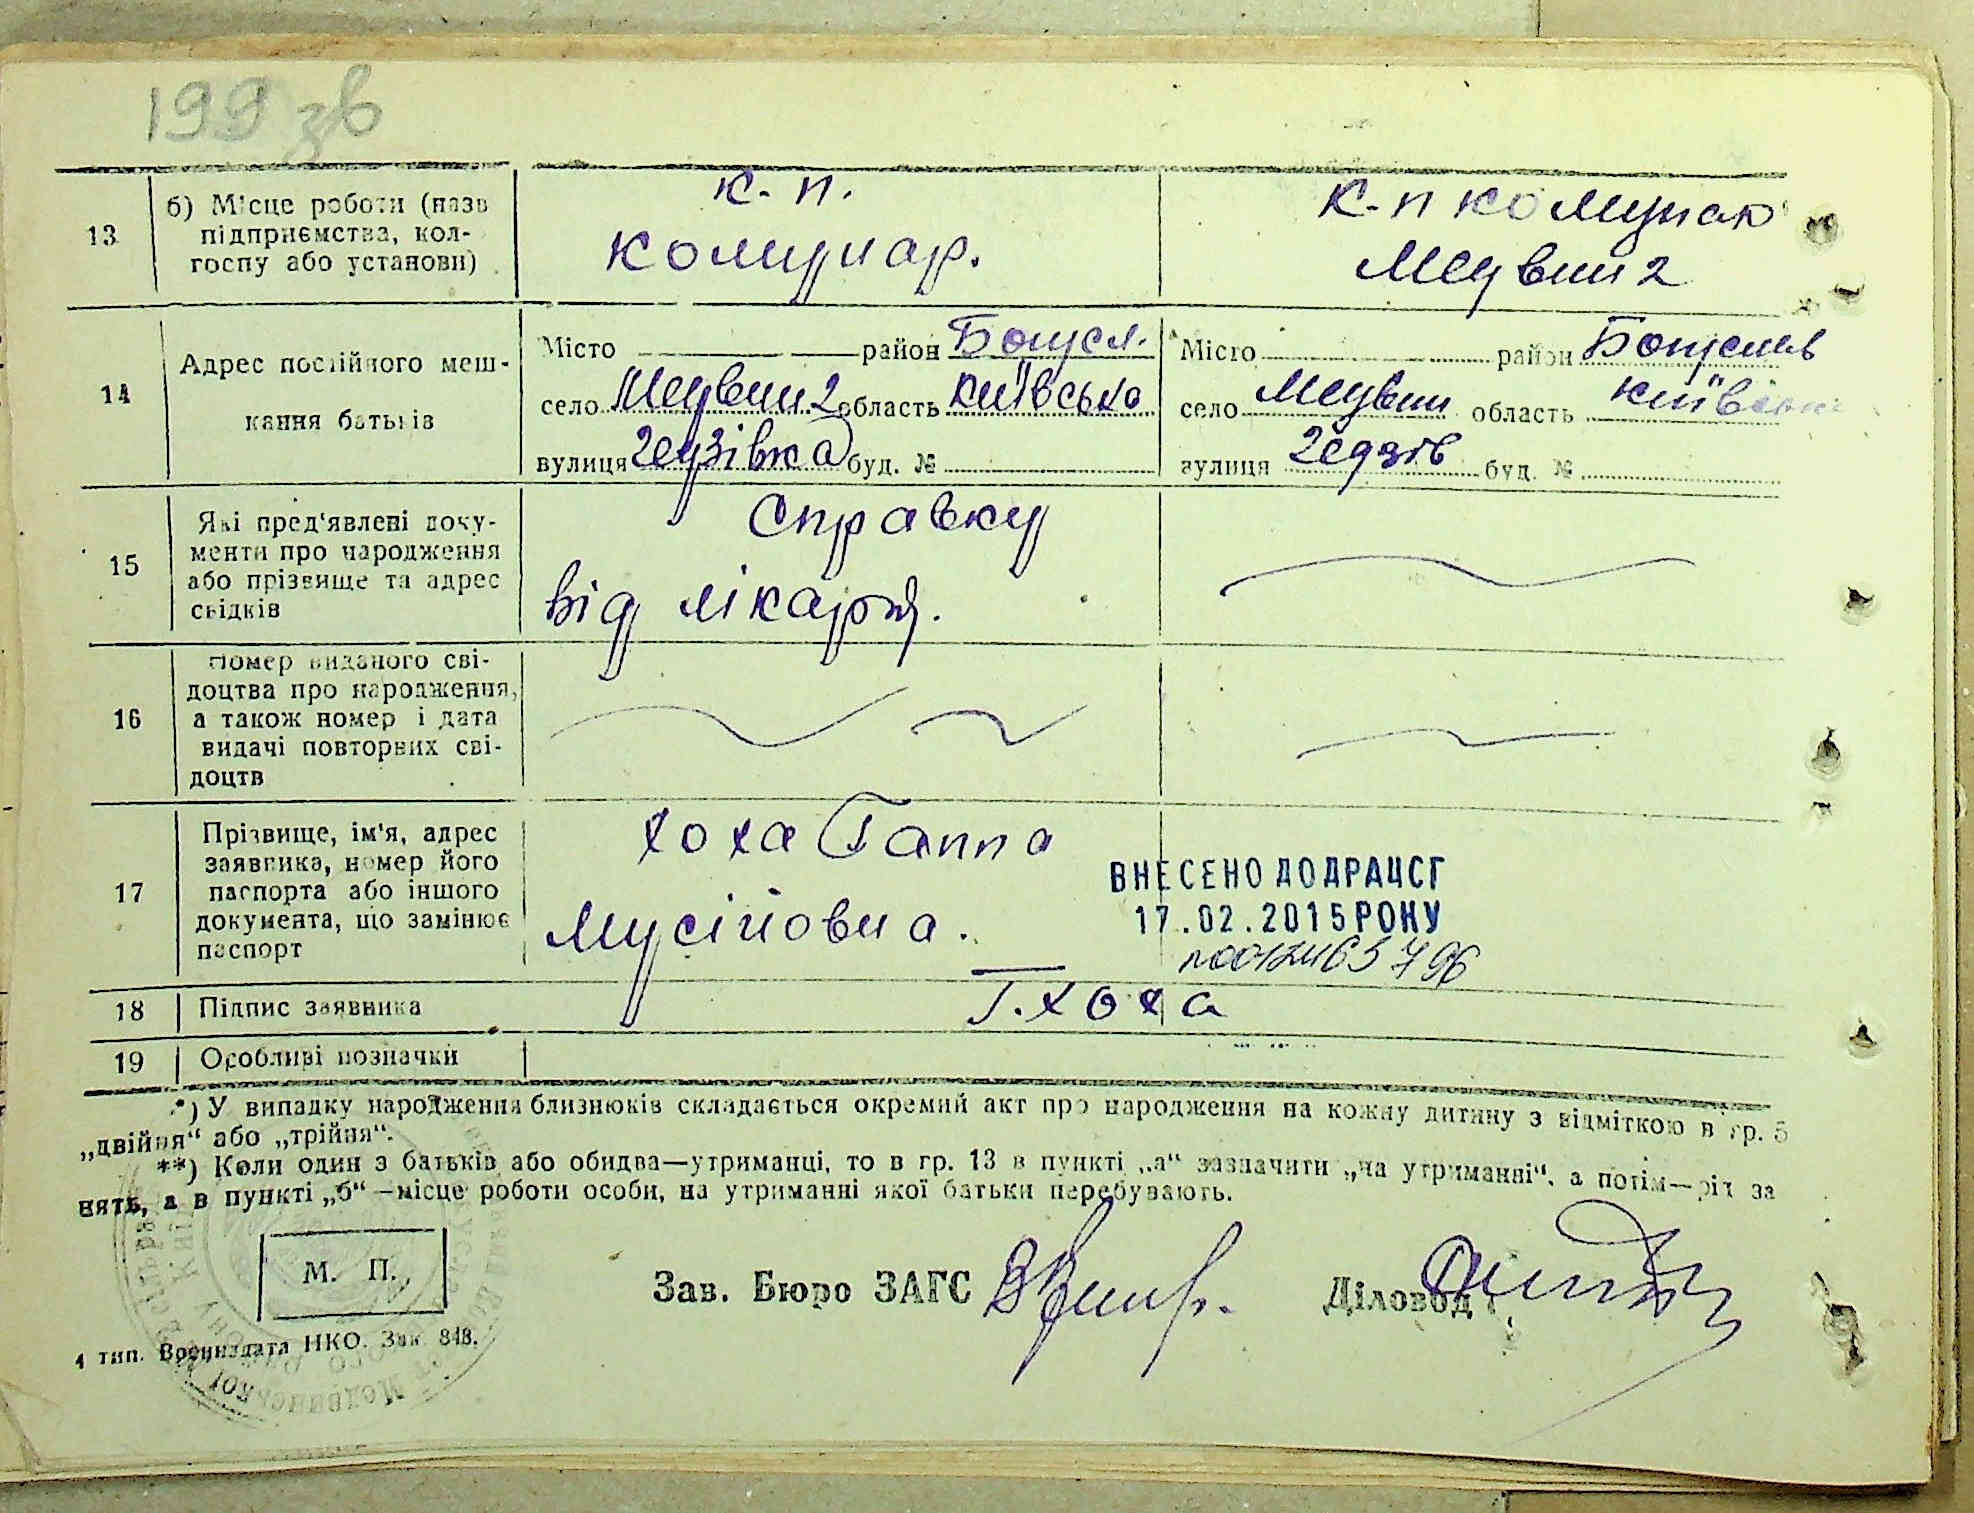 199 зв
13
б) Місце роботи (назв
підприємства, кол-
госпу або установи)
к-п.
комунар.
к-п комунар
Медвин 2
14
Адрес постійного меш-
кання батьків
Місто район Богусл.
село Медвин 2 область Київська
вулиця Гедзівка буд. №
Місто район Богуслав
село Медвин область Київська
вулиця Гедзів буд. №
15
Які пред'явлені доку-
менти про народження
або прізвище та адрес
свідків
Справку
від лікаря.
16
Номер виданого сві-
доцтва про народження,
а також номер і дата
видачі повторних сві-
доцтв
17
Прізвище, ім'я, адрес
заявника, номер його
паспорта або іншого
документа, що замінює
паспорт
Хоха Ганна
Мусіївна.
ВНЕСЕНО ДО ДРАЦСГ
17.02.2015 РОКУ
18 Підпис заявника
Г. Хоха
19 Особливі позначки
*) У випадку народження близнюків складається окремий акт про народження на кожну дитину з відміткою в гр. 5
„двійня“ або „трійня“.
**) Коли один з батьків або обидва—утриманці, то в гр. 13 в пункті „а“ зазначити „на утриманні“, а потім—рід за
нять, а в пункті „б“ —місце роботи особи, на утриманні якої батьки перебувають.
М. П.
Зав. Бюро ЗАГС
Діловод
4 тип. Воениздата НКО. Зак. 848.